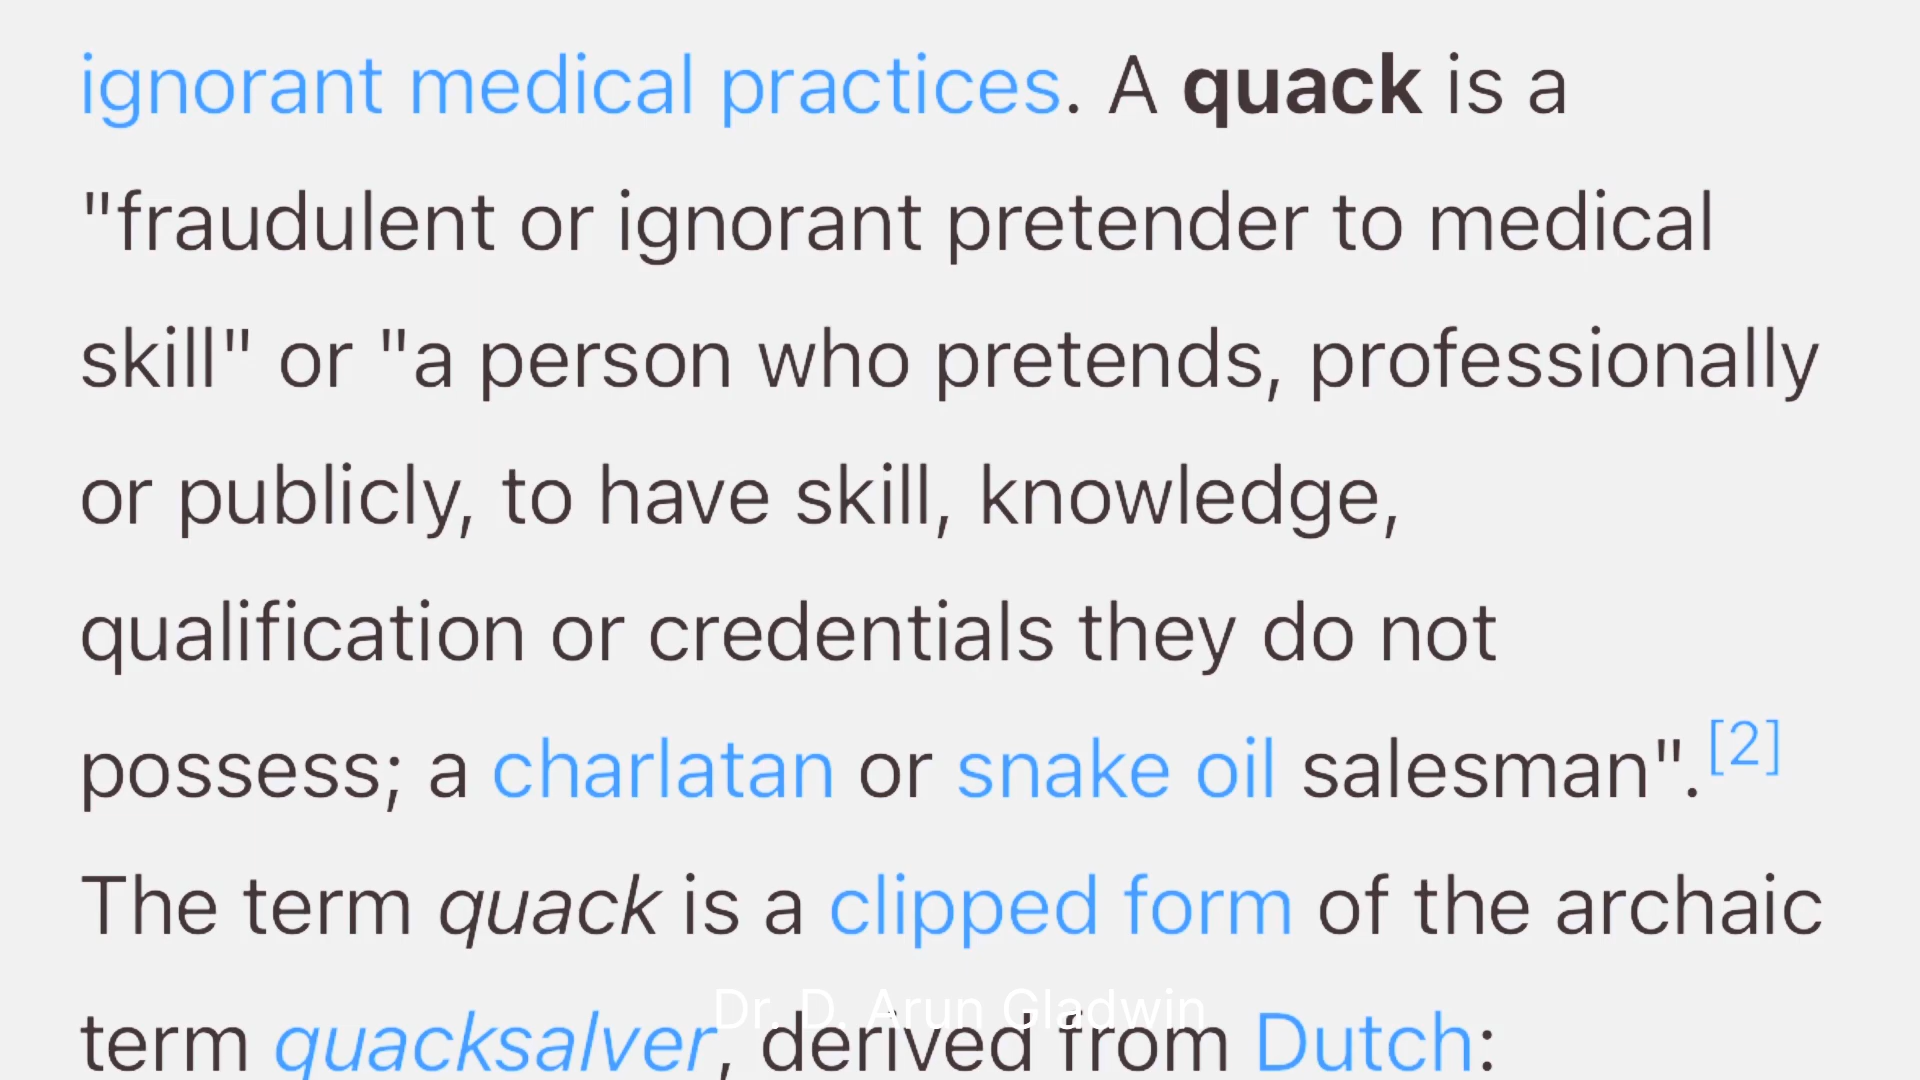 ignorant medical practices. A quack is a
"fraudulent or ignorant pretender to medical
skill" or "a person who pretends, professionally
or publicly, to have skill, knowledge,
qualification or credentials they do not
possess; a charlatan or snake oil salesman".[2]
The term quack is a clipped form of the archaic
Dr. D. Arun Gladwin
term quacksalver, derived from Dutch: